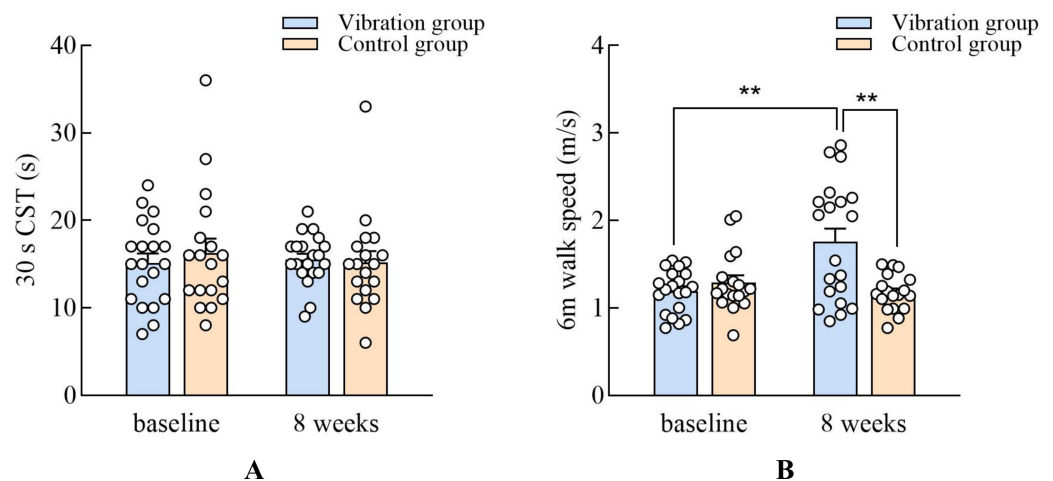 Vibration group
Control group
40
30
20
10
0
30 s CST (s)
baseline
8 weeks
A
Vibration group
Control group
4
3
2
1
0
6m walk speed (m/s)
**
**
baseline
8 weeks
B